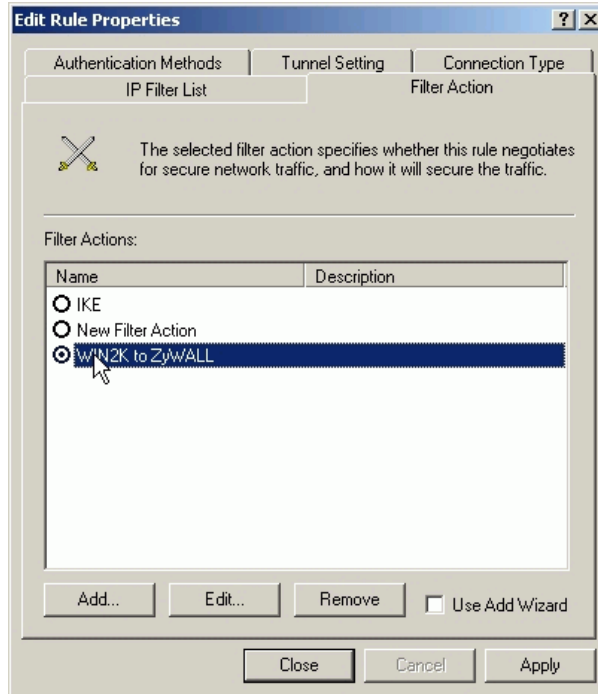 Edit Rule Properties
Authentication Methods
Tunnel Setting
Connection Type
IP Filter List
Filter Action
The selected filter action specifies whether this rule negotiates
for secure network traffic, and how it will secure the traffic.
Filter Actions:
Name
Description
IKE
New Filter Action
WIN2K to ZyWALL
Add...
Edit...
Remove
Use Add Wizard
Close
Cancel
Apply